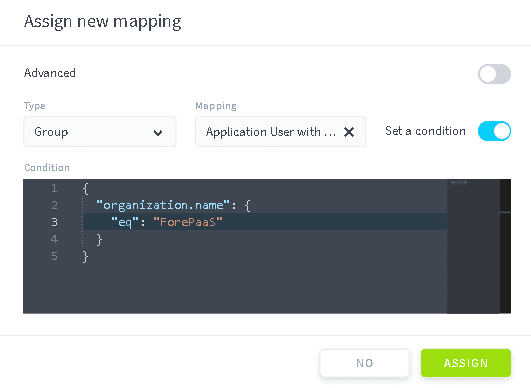 Assign new mapping
Advanced
Type
Mapping
Group
Application User with ...
Set a condition
Condition
1 {
2 "organization.name": {
3 "eq": "ForePaaS"
4 }
5 }
NO
ASSIGN